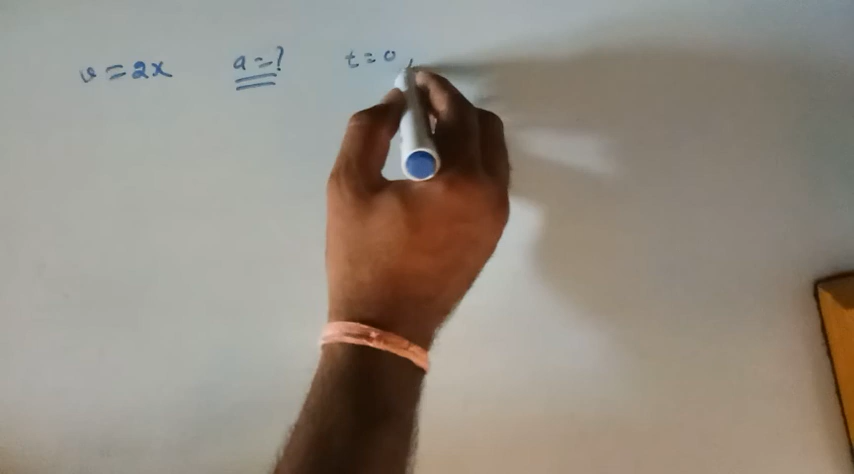 v = 2x a = ? t = 0